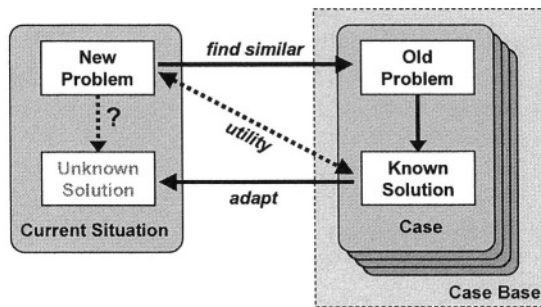 New
Problem
find similar
Old
Problem
?
utility
Unknown
Solution
adapt
Known
Solution
Current Situation
Case
Case Base